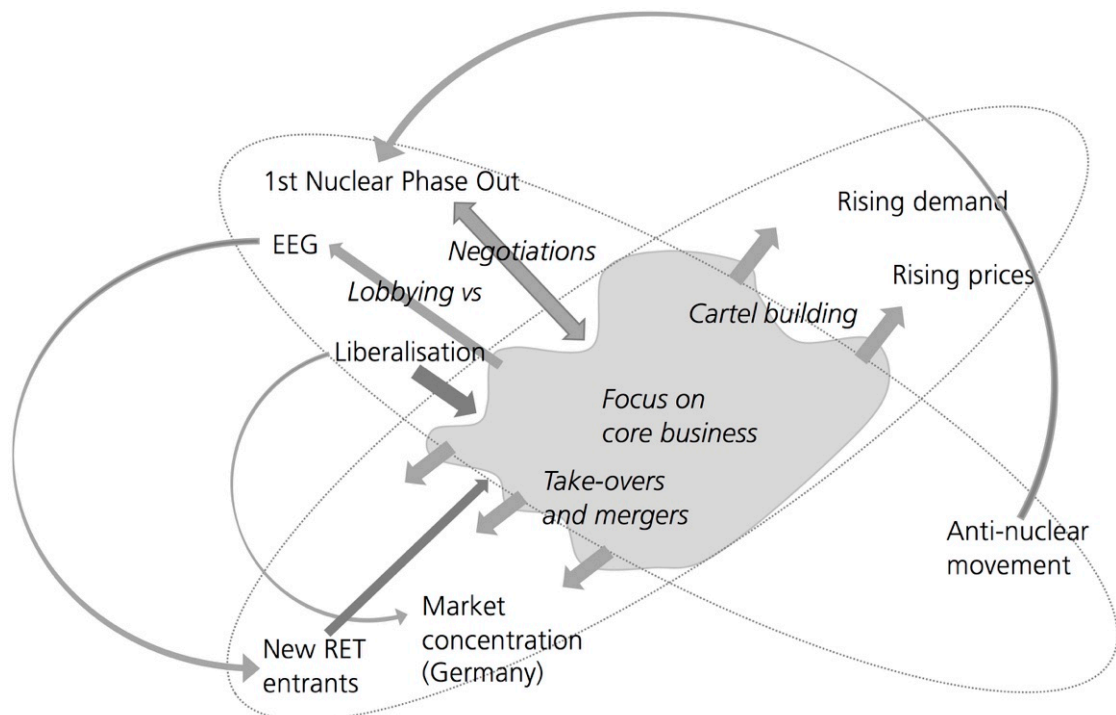 1st Nuclear Phase Out
Rising demand
EEG
Negotiations
Rising prices
Lobbying vs
Cartel building
Liberalisation
Focus on
core business
Take-overs
and mergers
Anti-nuclear
movement
Market
concentration
(Germany)
New RET
entrants